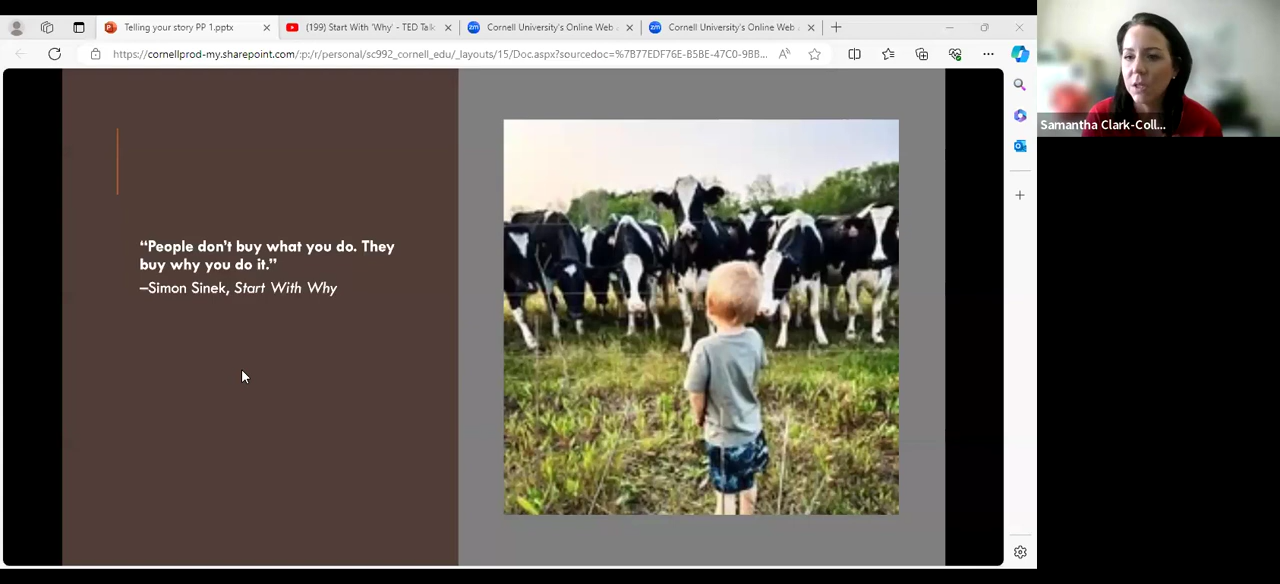 Telling your story PP 1.pptx
(199) Start With 'Why' - TED Talk
Cornell University's Online Web
Cornell University's Online Web
https://cornellprod-my.sharepoint.com/:p:/r/personal/sc992_cornell_edu/_layouts/15/Doc.aspx?sourcedoc=%7B77EDF76E-B5BE-47C0-9BB...
Samantha Clark-Coll...
“People don’t buy what you do. They
buy why you do it.”
–Simon Sinek, Start With Why